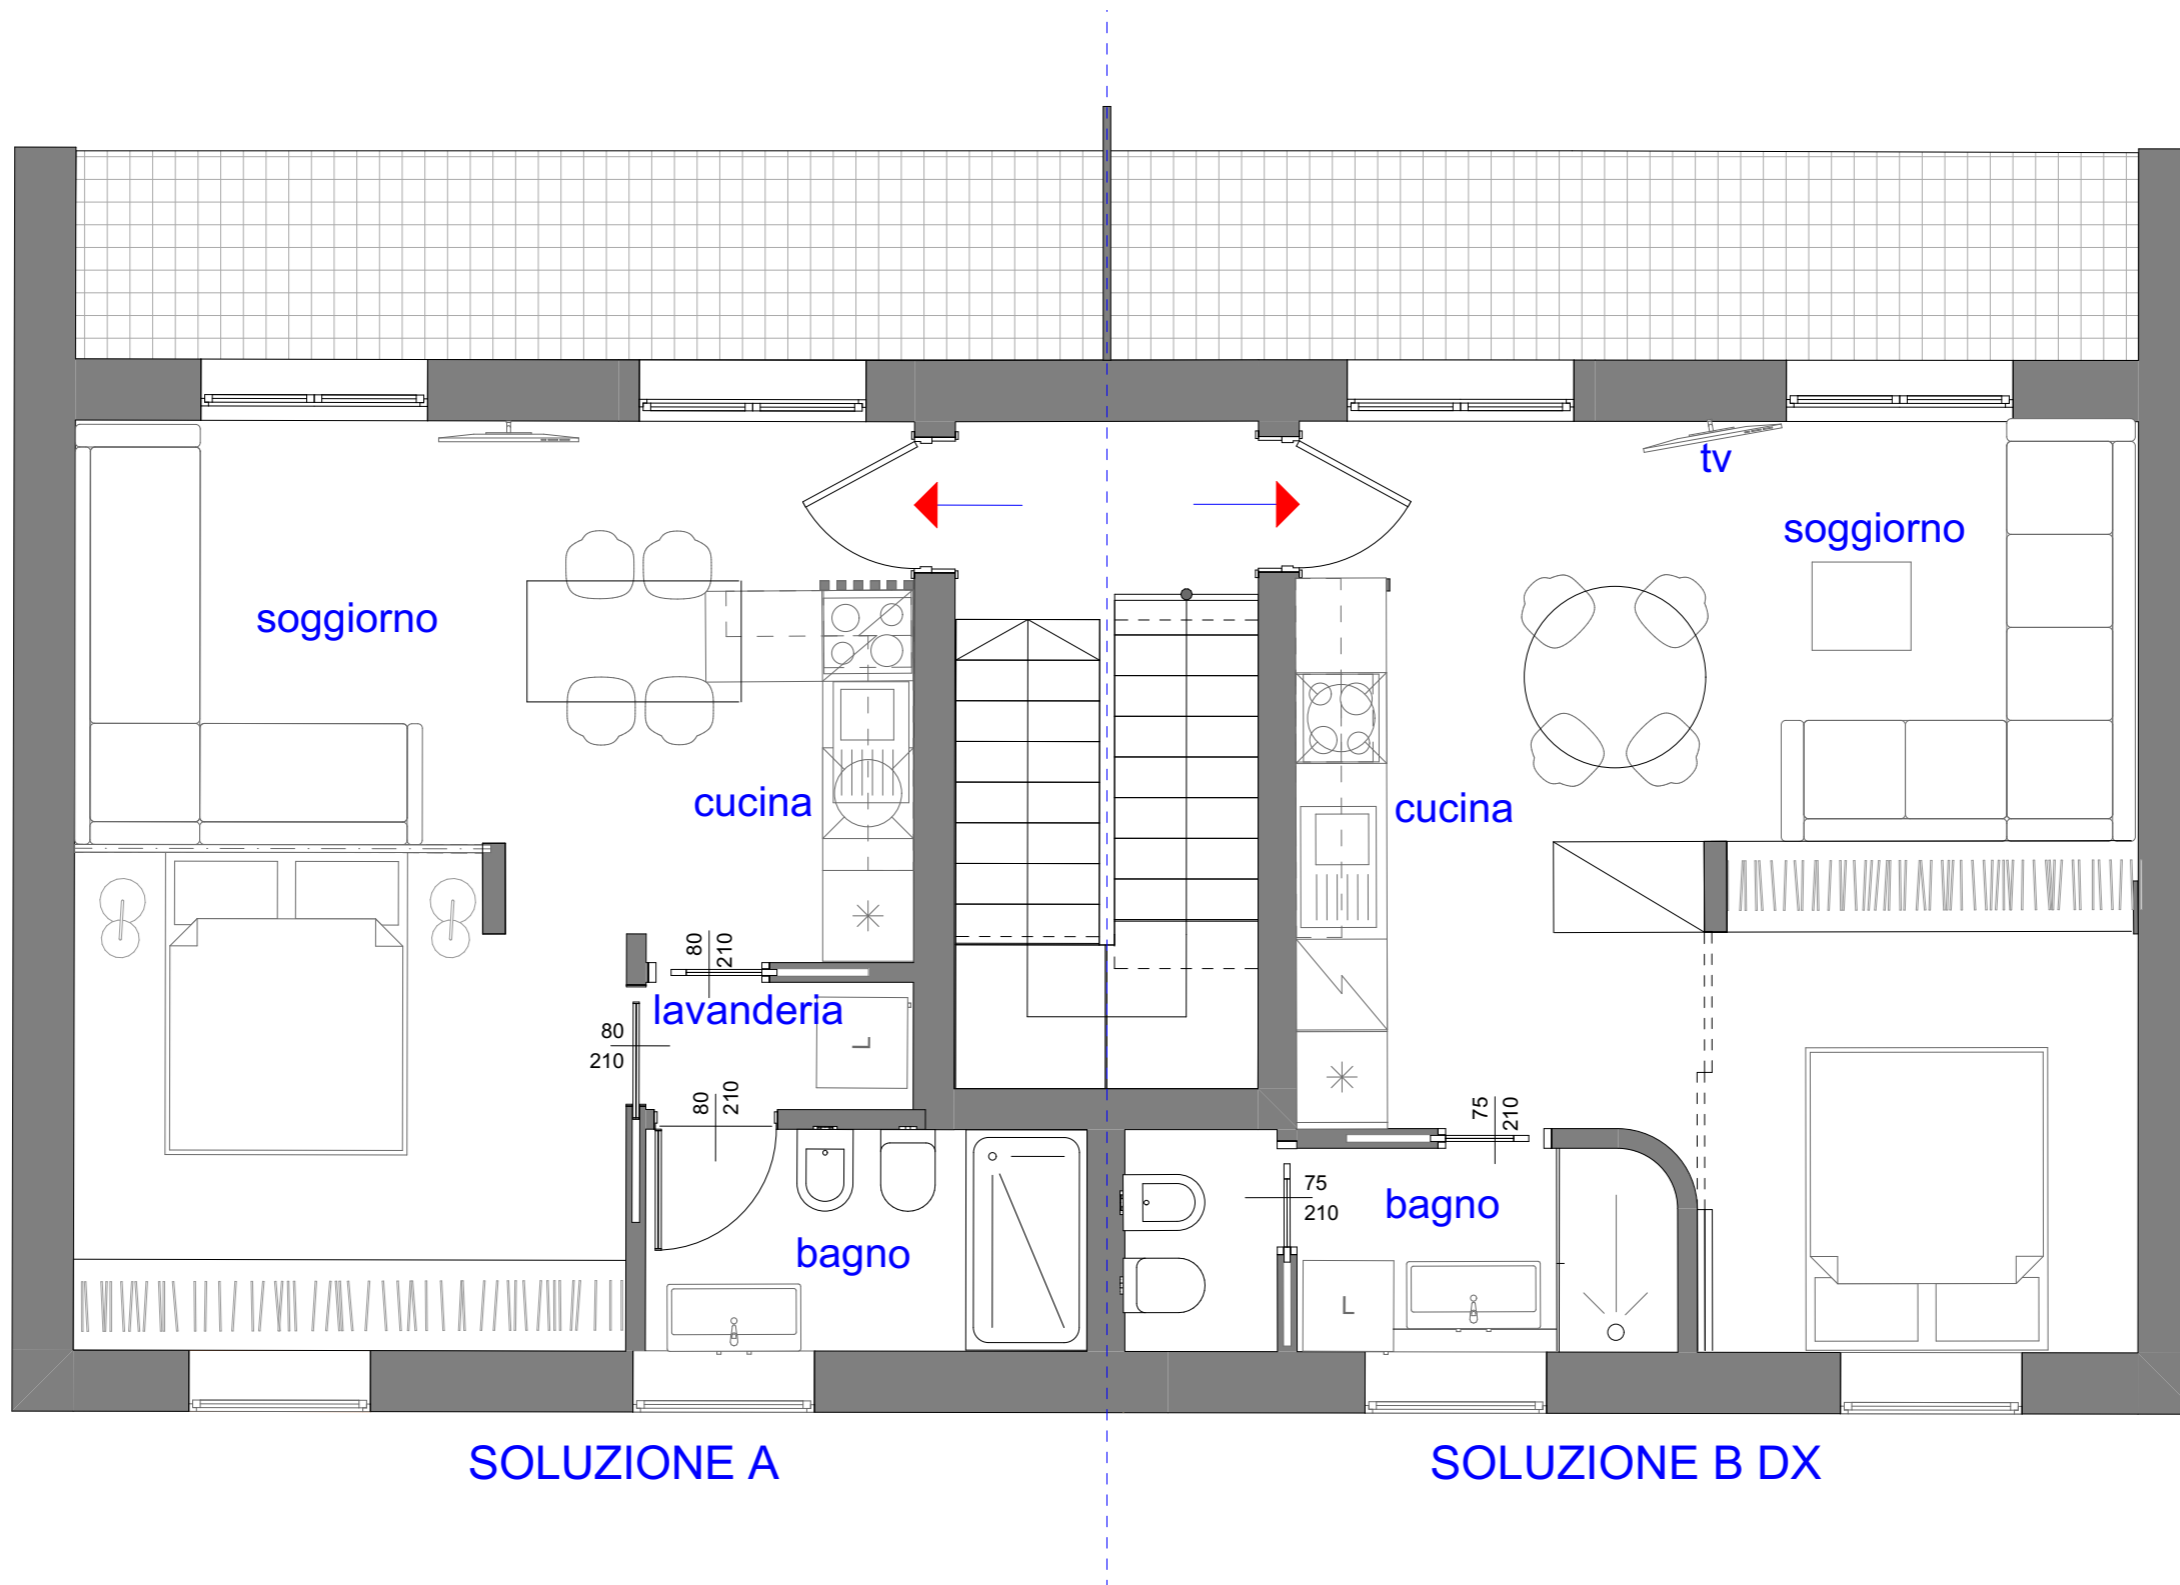 tv
soggiorno
soggiorno
cucina
cucina
80
210
lavanderia
80
210
L
80
210
75
210
75
210
bagno
bagno
L
SOLUZIONE A
SOLUZIONE B DX